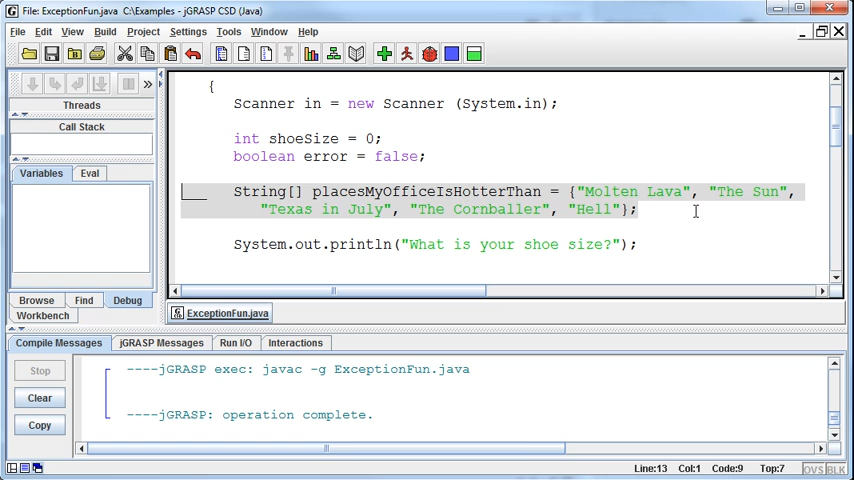 File: ExceptionFun.java  C:\Examples - jGRASP CSD (Java)
File Edit View Build Project Settings Tools Window Help
Threads
Call Stack
Variables Eval
Browse Find Debug
Workbench
{
Scanner in = new Scanner (System.in);
int shoeSize = 0;
boolean error = false;
String[] placesMyOfficeIsHotterThan = {"Molten Lava", "The Sun",
"Texas in July", "The Cornballer", "Hell"};
System.out.println("What is your shoe size?");
ExceptionFun.java
Compile Messages jGRASP Messages Run I/O Interactions
Stop
Clear
Copy
----jGRASP exec: javac -g ExceptionFun.java
----jGRASP: operation complete.
Line:13 Col:1 Code:9 Top:7 OVS BLK